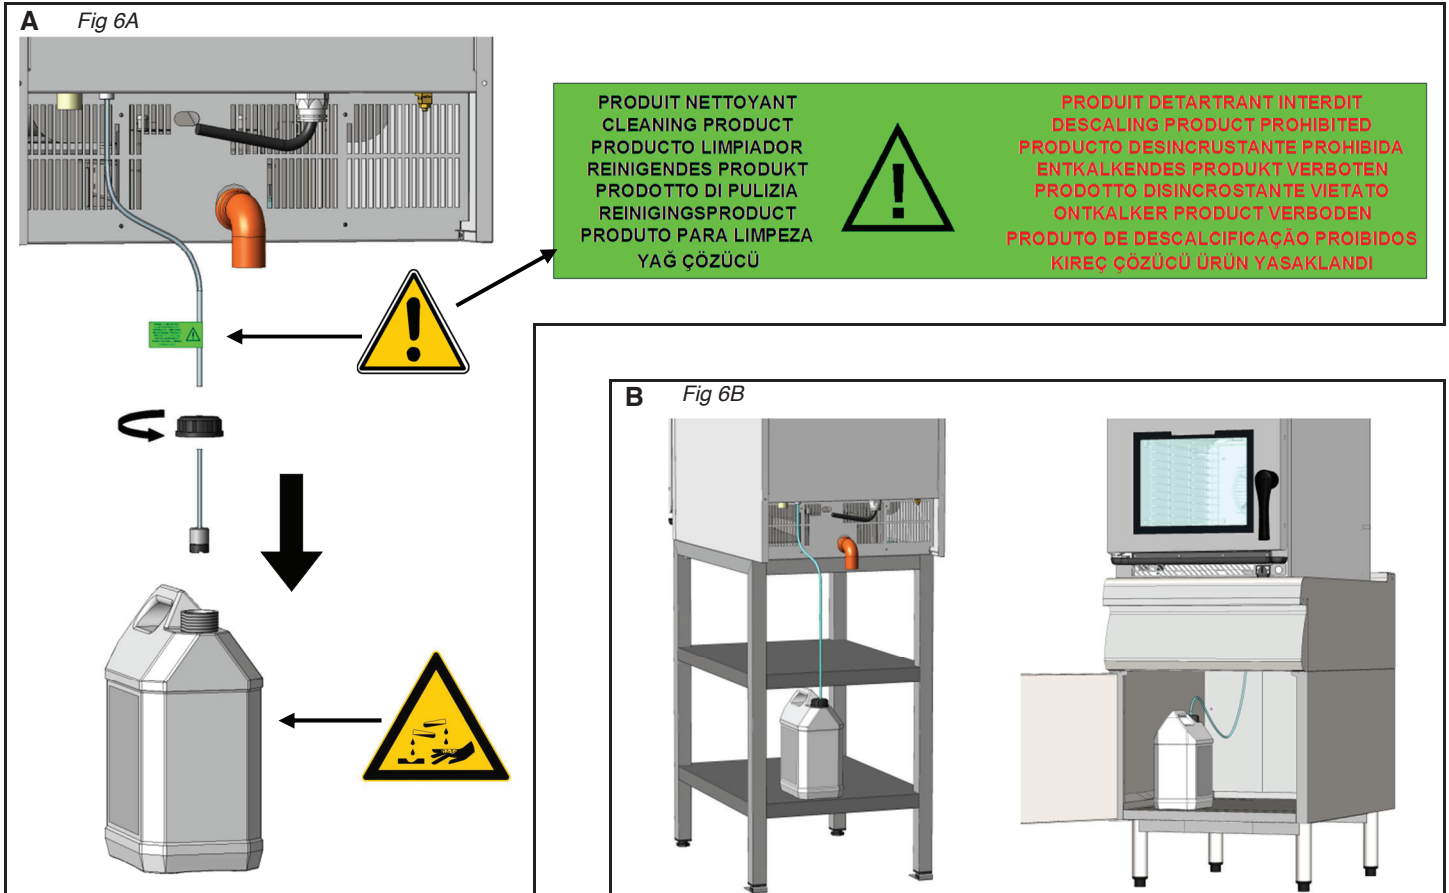 A Fig 6A
PRODUIT NETTOYANT
CLEANING PRODUCT
PRODUCTO LIMPIADOR
REINIGENDES PRODUKT
PRODOTTO DI PULIZIA
REINIGINGSPRODUCT
PRODUTO PARA LIMPEZA
YAĞ ÇÖZÜCÜ
PRODUIT DETARTRANT INTERDIT
DESCALING PRODUCT PROHIBITED
PRODUCTO DESINCRUSTANTE PROHIBIDA
ENTKALKENDES PRODUKT VERBOTEN
PRODOTTO DISINCROSTANTE VIETATO
ONTKALKER PRODUCT VERBODEN
PRODUTO DE DESCALCIFICAÇÃO PROIBIDOS
KIREÇ ÇÖZÜCÜ ÜRÜN YASAKLANDI
B Fig 6B